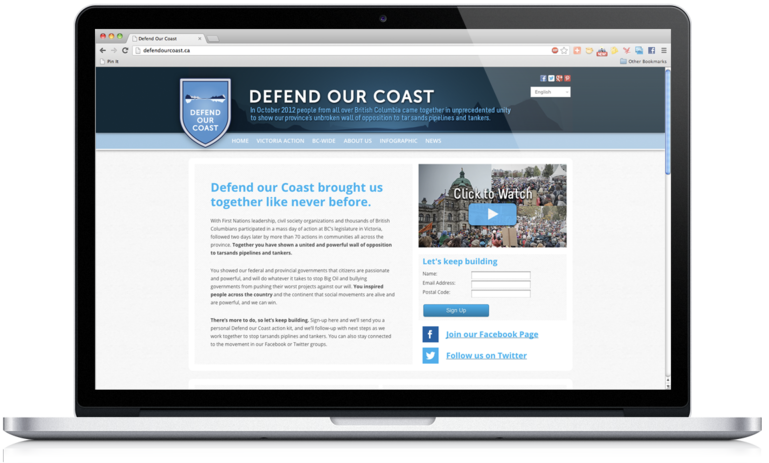 Defend Our Coast
defendourcoast.ca
Pin It
Other Bookmarks
DEFEND
OUR
COAST
DEFEND OUR COAST
In October 2012 people from all over British Columbia came together in unprecedented unity
to show our province's unbroken wall of opposition to tar sands pipelines and tankers.
English
HOME VICTORIA ACTION BC-WIDE ABOUT US INFOGRAPHIC NEWS
Defend our Coast brought us
together like never before.
With First Nations leadership, civil society organizations and thousands of British
Columbians participated in a mass day of action at BC's legislature in Victoria,
followed two days later by more than 70 actions in communities all across the
province. Together you have shown a united and powerful wall of opposition
to tarsands pipelines and tankers.
You showed our federal and provincial governments that citizens are passionate
and powerful, and will do whatever it takes to stop Big Oil and bullying
governments from pushing their worst projects against our will. You inspired
people across the country and the continent that social movements are alive and
are powerful, and we can win.
There's more to do, so let's keep building. Sign-up here and we'll send you a
personal Defend our Coast action kit, and we'll follow-up with next steps as we
work together to stop tarsands piplines and tankers. You can also stay connected
to the movement in our Facebook or Twitter groups.
Click to Watch
Let's keep building
Name:
Email Address:
Postal Code:
Sign Up
Join our Facebook Page
Follow us on Twitter